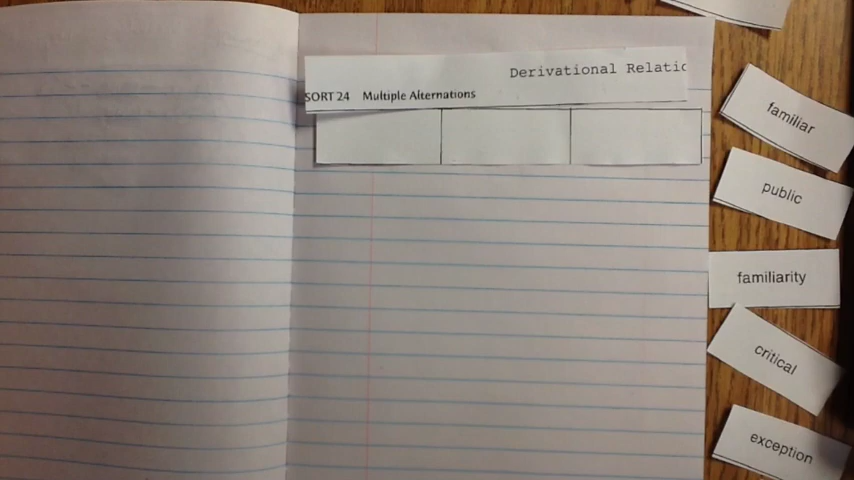 Derivational Relatio
SORT 24 Multiple Alternations
familiar
public
familiarity
critical
exception